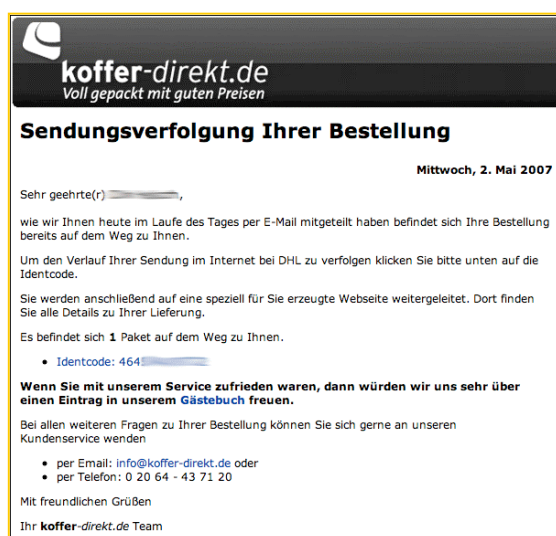 koffer-direkt.de
Voll gepackt mit guten Preisen
Sendungsverfolgung Ihrer Bestellung
Mittwoch, 2. Mai 2007
Sehr geehrte(r) ,
wie wir Ihnen heute im Laufe des Tages per E-Mail mitgeteilt haben befindet sich Ihre Bestellung
bereits auf dem Weg zu Ihnen.
Um den Verlauf Ihrer Sendung im Internet bei DHL zu verfolgen klicken Sie bitte unten auf die
Identcode.
Sie werden anschließend auf eine speziell für Sie erzeugte Webseite weitergeleitet. Dort finden
Sie alle Details zu Ihrer Lieferung.
Es befindet sich 1 Paket auf dem Weg zu Ihnen.
• Identcode: 464
Wenn Sie mit unserem Service zufrieden waren, dann würden wir uns sehr über
einen Eintrag in unserem Gästebuch freuen.
Bei allen weiteren Fragen zu Ihrer Bestellung können Sie sich gerne an unseren
Kundenservice wenden
• per Email: info@koffer-direkt.de oder
• per Telefon: 0 20 64 - 43 71 20
Mit freundlichen Grüßen
Ihr koffer-direkt.de Team